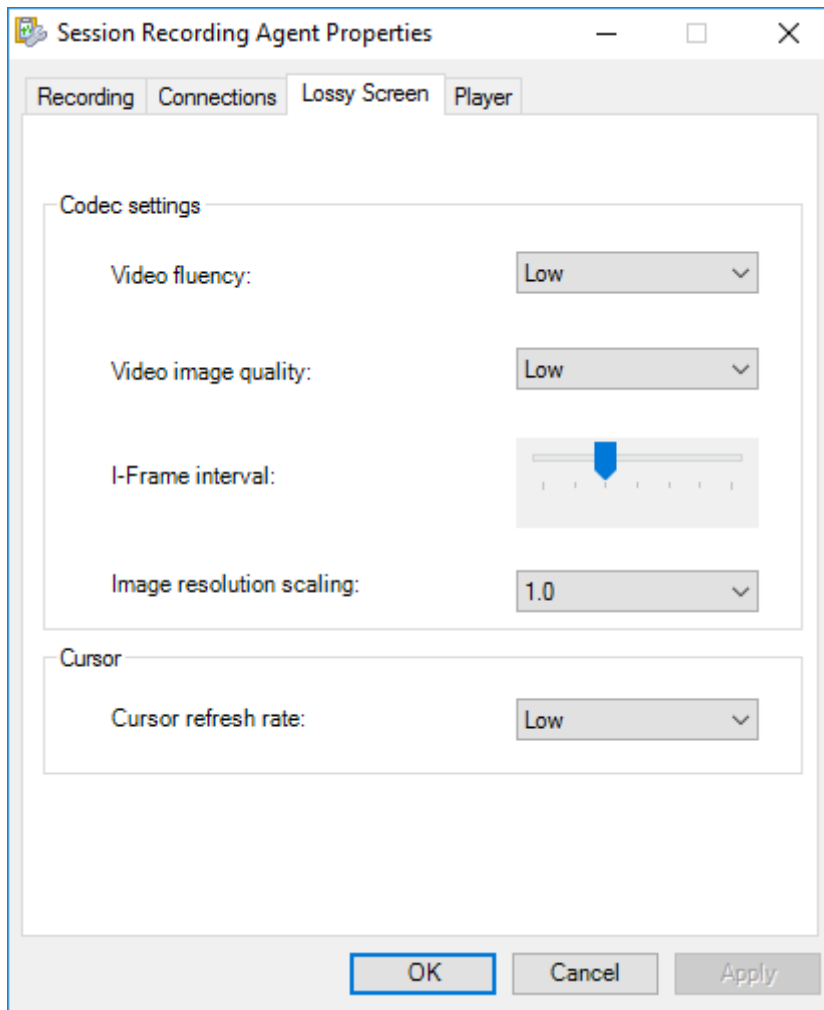 Session Recording Agent Properties
Recording Connections Lossy Screen Player
Codec settings
Video fluency: Low
Video image quality: Low
I-Frame interval:
Image resolution scaling: 1.0
Cursor
Cursor refresh rate: Low
OK Cancel Apply